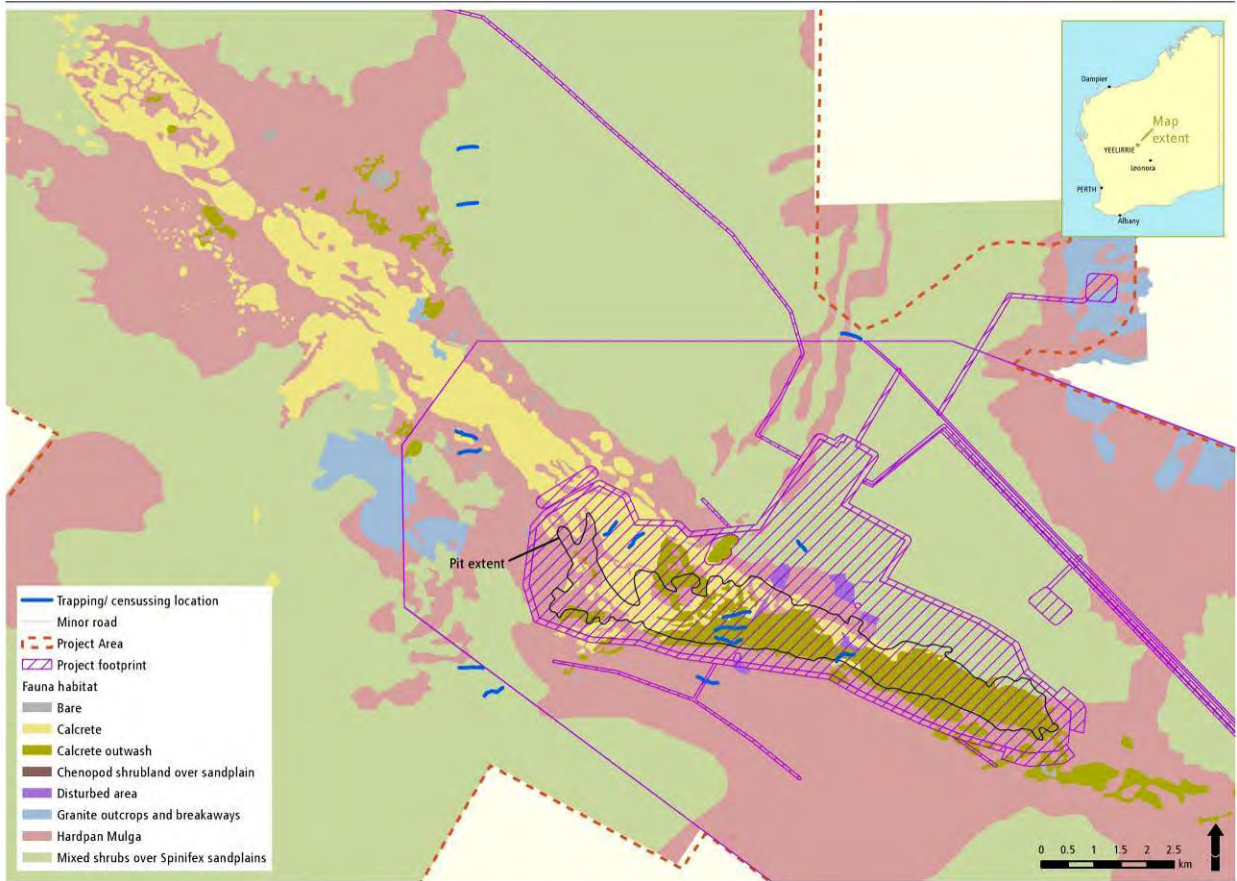 Dampier
Map
extent
YEELIRRIE
Leonora
PERTH
Albany
Pit extent
Trapping/ censussing location
Minor road
Project Area
Project footprint
Fauna habitat
Bare
Calcrete
Calcrete outwash
Chenopod shrubland over sandplain
Disturbed area
Granite outcrops and breakaways
Hardpan Mulga
Mixed shrubs over Spinifex sandplains
0 0.5 1 1.5 2 2.5
km